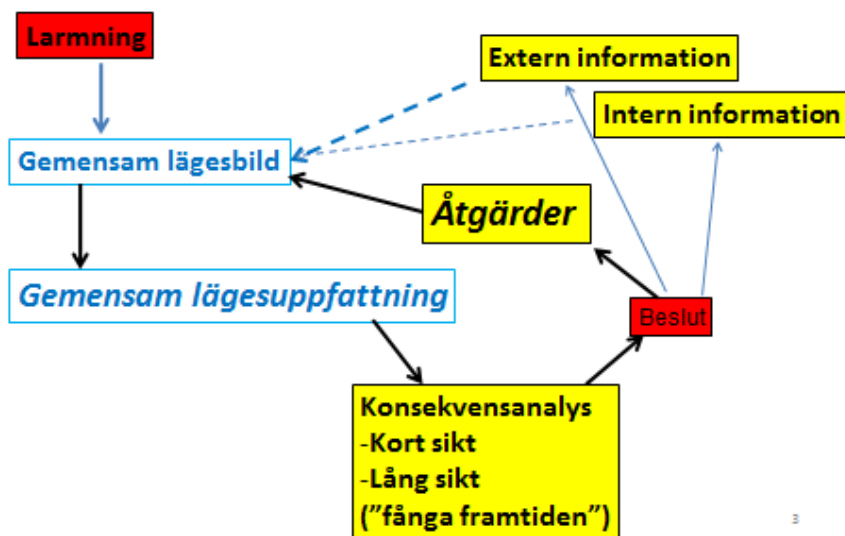 Larmning
Extern information
Intern information
Gemensam lägesbild
Åtgärder
Gemensam lägesuppfattning
Beslut
Konsekvensanalys
-Kort sikt
-Lång sikt
(”fånga framtiden”)
3